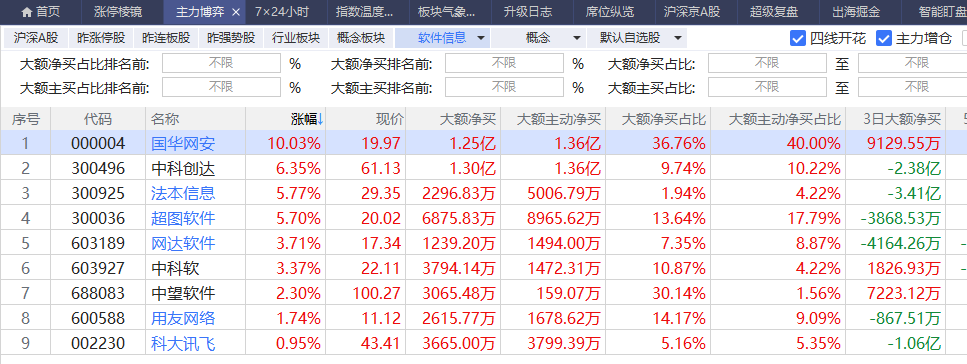 首页 涨停棱镜 主力博弈 × 7×24小时 指数温度... 板块气象... 升级日志 席位纵览 沪深京A股 超级复盘 出海掘金 智能盯盘
沪深A股 昨涨停股 昨连板股 昨强势股 行业板块 概念板块 软件信息 概念 默认自选股 四线开花 主力增仓
大额净买占比排名前: 不限 % 大额净买排名前: 不限 % 大额净买占比: 不限 至 不限
大额主买占比排名前: 不限 % 大额主买排名前: 不限 % 大额主买占比: 不限 至 不限
序号 代码 名称 涨幅↓ 现价 大额净买 大额主动净买 大额净买占比 大额主动净买占比 3日大额净买
1 000004 国华网安 10.03% 19.97 1.25亿 1.36亿 36.76% 40.00% 9129.55万
2 300496 中科创达 6.35% 61.13 1.30亿 1.36亿 9.74% 10.22% -2.38亿
3 300925 法本信息 5.77% 29.35 2296.83万 5006.79万 1.94% 4.22% -3.41亿
4 300036 超图软件 5.70% 20.02 6875.83万 8965.62万 13.64% 17.79% -3868.53万
5 603189 网达软件 3.71% 17.34 1239.20万 1494.00万 7.35% 8.87% -4164.26万
6 603927 中科软 3.37% 22.11 3794.14万 1472.31万 10.87% 4.22% 1826.93万
7 688083 中望软件 2.30% 100.27 3065.48万 159.07万 30.14% 1.56% 7223.12万
8 600588 用友网络 1.74% 11.12 2615.77万 1678.62万 14.17% 9.09% -867.51万
9 002230 科大讯飞 0.95% 43.41 3665.00万 3799.39万 5.16% 5.35% -1.06亿